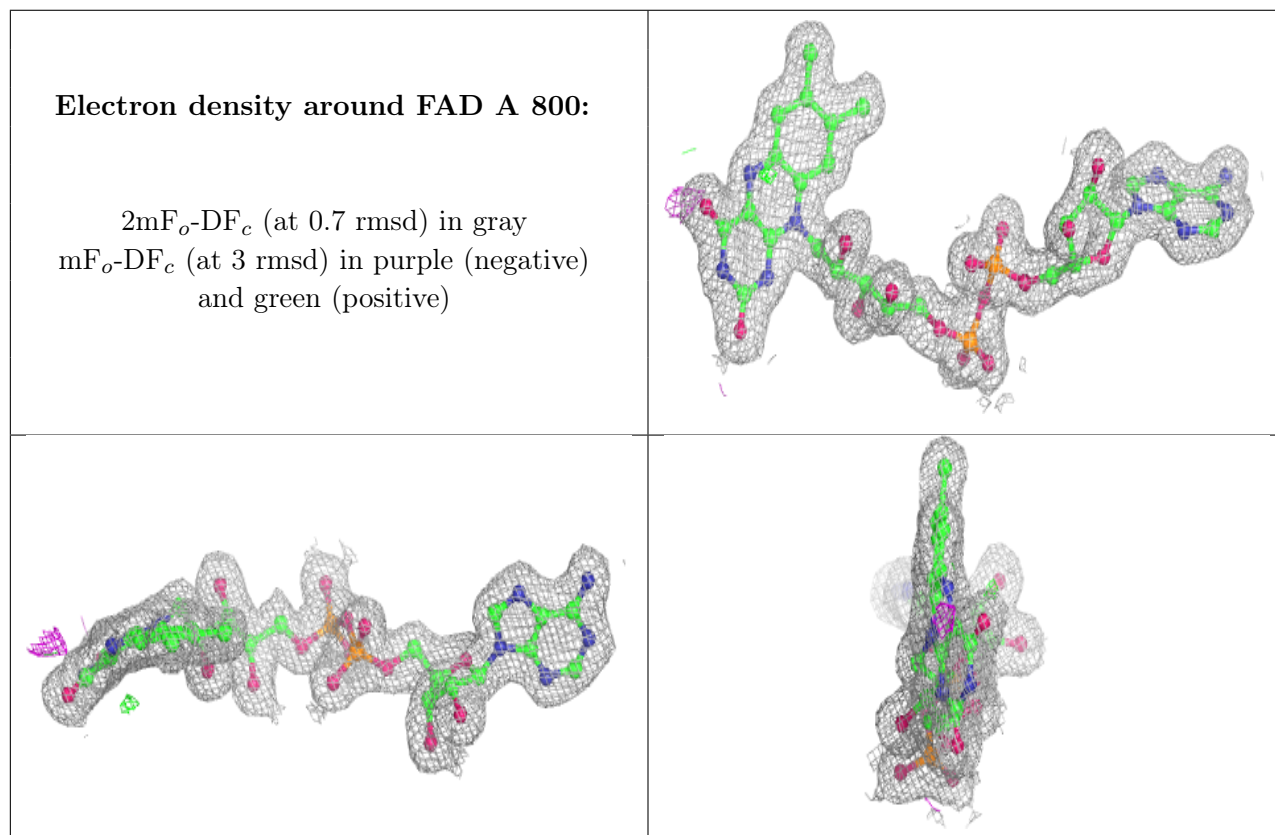 Electron density around FAD A 800:
2mFo-DFc (at 0.7 rmsd) in gray
mFo-DFc (at 3 rmsd) in purple (negative)
and green (positive)